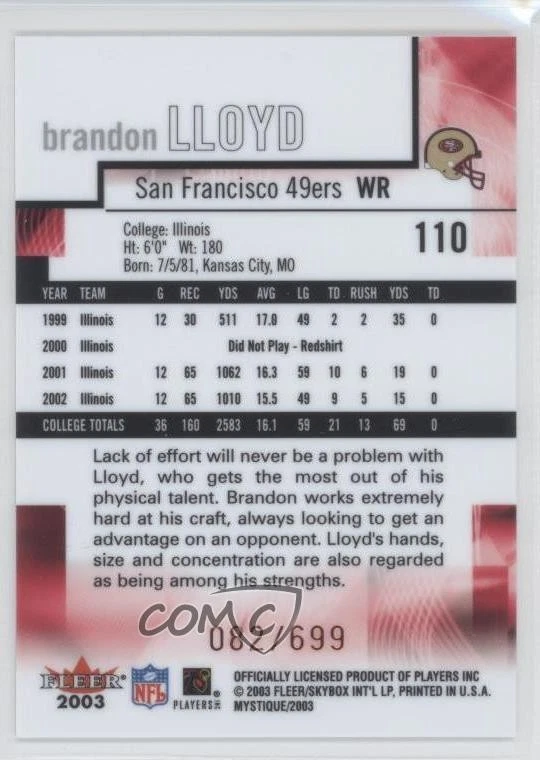 brandon LLOYD
San Francisco 49ers WR
College: Illinois
Ht: 6'0" Wt: 180
Born: 7/5/81, Kansas City, MO
110
YEAR TEAM G REC YDS AVG LG TD RUSH YDS TD
1999 Illinois 12 30 511 17.0 49 2 2 35 0
2000 Illinois Did Not Play - Redshirt
2001 Illinois 12 65 1062 16.3 59 10 6 19 0
2002 Illinois 12 65 1010 15.5 49 9 5 15 0
COLLEGE TOTALS 36 160 2583 16.1 59 21 13 69 0
Lack of effort will never be a problem with
Lloyd, who gets the most out of his
physical talent. Brandon works extremely
hard at his craft, always looking to get an
advantage on an opponent. Lloyd's hands,
size and concentration are also regarded
as being among his strengths.
COMC
082/699
FLEER
2003
NFL
PLAYERS INC
OFFICIALLY LICENSED PRODUCT OF PLAYERS INC
© 2003 FLEER/SKYBOX INT'L LP, PRINTED IN U.S.A.
MYSTIQUE/2003